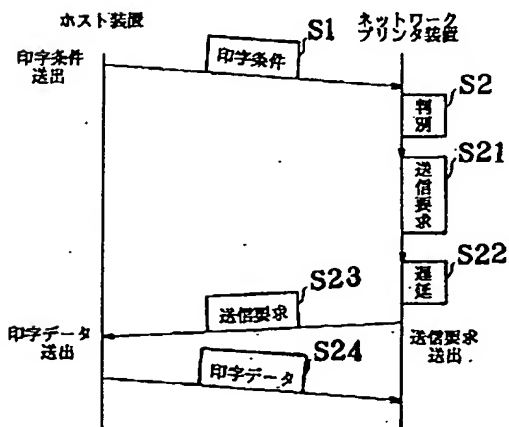 ホスト装置
ネットワーク
プリンタ装置
印字条件
送出
印字条件
S1
判別
S2
送信要求
S21
遅延
S22
送信要求
S23
送信要求
送出
印字データ
送出
印字データ
S24